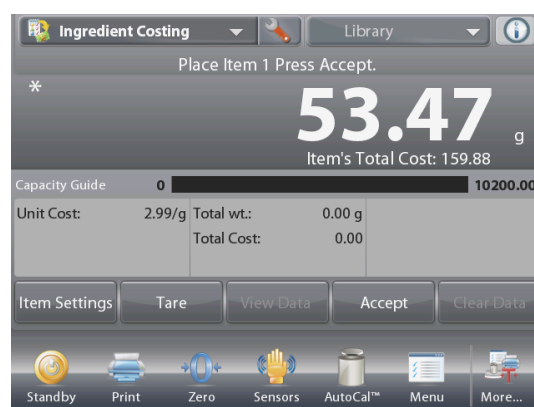 Ingredient Costing Library
Place Item 1 Press Accept.
*
53.47 g
Item's Total Cost: 159.88
Capacity Guide 0 10200.00
Unit Cost: 2.99/g Total wt.: 0.00 g
Total Cost: 0.00
Item Settings Tare View Data Accept Clear Data
Standby Print Zero Sensors AutoCal™ Menu More...